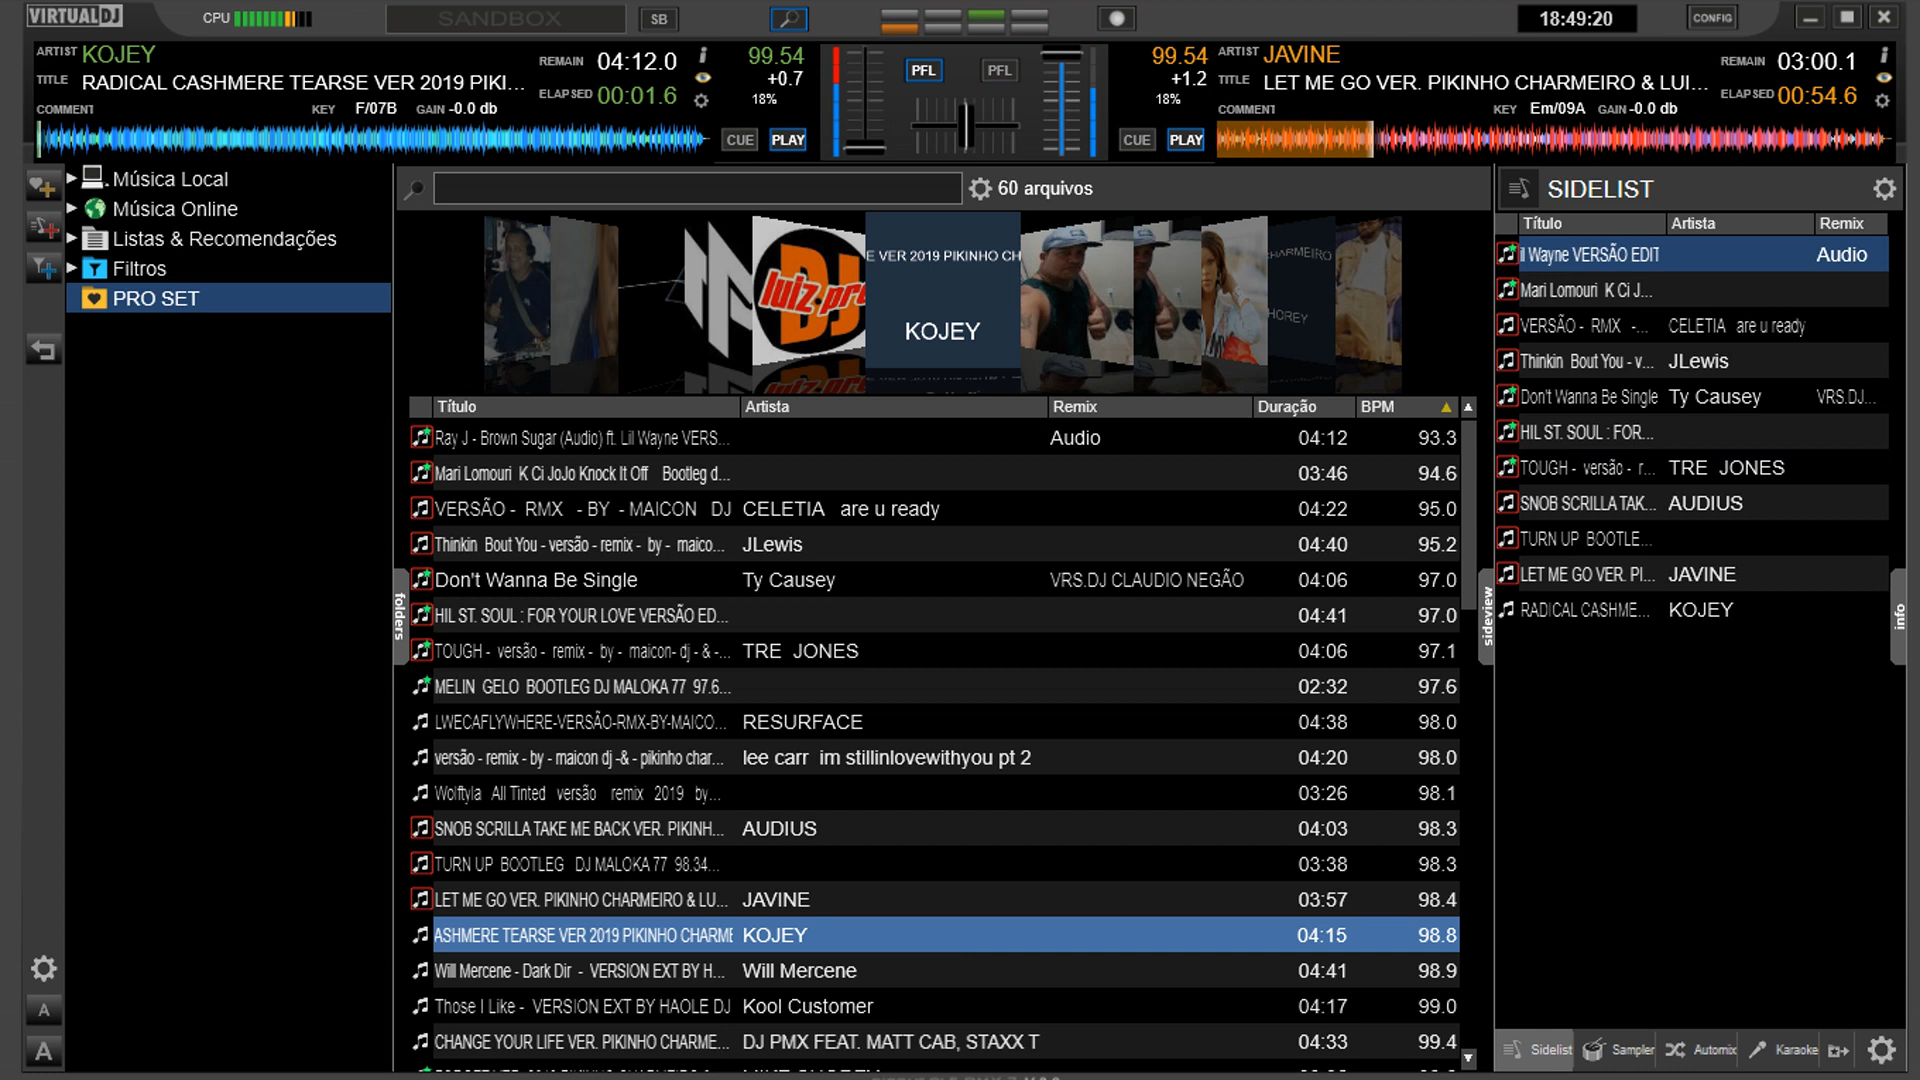 VIRTUAL DJ
CPU
SANDBOX
SB
18:49:20
CONFIG
ARTIST KOJEY
TITLE RADICAL CASHMERE TEARSE VER 2019 PIKI...
COMMENT
REMAIN 04:12.0
ELAPSED 00:01.6
KEY F/07B GAIN -0.0 db
99.54
+0.7
18%
CUE PLAY
PFL PFL
99.54
+1.2
18%
CUE PLAY
ARTIST JAVINE
TITLE LET ME GO VER. PIKINHO CHARMEIRO & LUI...
COMMENT
REMAIN 03:00.1
ELAPSED 00:54.6
KEY Em/09A GAIN -0.0 db
Música Local
Música Online
Listas & Recomendações
Filtros
PRO SET
60 arquivos
luiz.pr
DJ
E VER 2019 PIKINHO CH
KOJEY
HARMEIRO
HOREY
folders
Título Artista Remix Duração BPM
Ray J - Brown Sugar (Audio) ft. Lil Wayne VERS... Audio 04:12 93.3
Mari Lomouri K Ci JoJo Knock It Off Bootleg d... 03:46 94.6
VERSÃO - RMX - BY - MAICON DJ CELETIA are u ready 04:22 95.0
Thinkin Bout You - versão - remix - by - maico... JLewis 04:40 95.2
Don't Wanna Be Single Ty Causey VRS.DJ CLAUDIO NEGÃO 04:06 97.0
HIL ST. SOUL : FOR YOUR LOVE VERSÃO ED... 04:41 97.0
TOUGH - versão - remix - by - maicon- dj - & -... TRE JONES 04:06 97.1
MELIN GELO BOOTLEG DJ MALOKA 77 97.6... 02:32 97.6
LWECAFLYWHERE-VERSÃO-RMX-BY-MAICO... RESURFACE 04:38 98.0
versão - remix - by - maicon dj -& - pikinho char... lee carr im stillinlovewithyou pt 2 04:20 98.0
Wolftyla All Tinted versão remix 2019 by... 03:26 98.1
SNOB SCRILLA TAKE ME BACK VER. PIKINH... AUDIUS 04:03 98.3
TURN UP BOOTLEG DJ MALOKA 77 98.34... 03:38 98.3
LET ME GO VER. PIKINHO CHARMEIRO & LU... JAVINE 03:57 98.4
ASHMERE TEARSE VER 2019 PIKINHO CHARME KOJEY 04:15 98.8
Will Mercene - Dark Dir - VERSION EXT BY H... Will Mercene 04:41 98.9
Those I Like - VERSION EXT BY HAOLE DJ Kool Customer 04:17 99.0
CHANGE YOUR LIFE VER. PIKINHO CHARME... DJ PMX FEAT. MATT CAB, STAXX T 04:33 99.4
sideview
SIDELIST
Título Artista Remix
il Wayne VERSÃO EDIT Audio
Mari Lomouri K Ci J...
VERSÃO - RMX -... CELETIA are u ready
Thinkin Bout You - v... JLewis
Don't Wanna Be Single Ty Causey VRS.DJ...
HIL ST. SOUL : FOR...
TOUGH - versão - r... TRE JONES
SNOB SCRILLA TAK... AUDIUS
TURN UP BOOTLE...
LET ME GO VER. PI... JAVINE
RADICAL CASHME... KOJEY
info
A
A
Sidelist Sampler Automix Karaoke